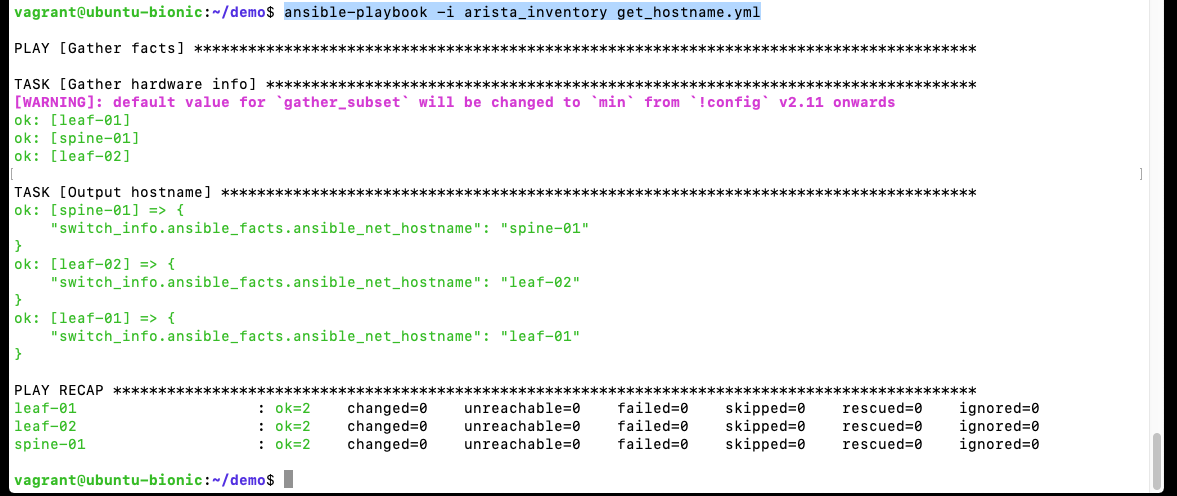 vagrant@ubuntu-bionic:~/demo$ ansible-playbook -i arista_inventory get_hostname.yml
PLAY [Gather facts] ***************************************************************************************
TASK [Gather hardware info] *******************************************************************************
[WARNING]: default value for `gather_subset` will be changed to `min` from `!config` v2.11 onwards
ok: [leaf-01]
ok: [spine-01]
ok: [leaf-02]
TASK [Output hostname] ************************************************************************************
ok: [spine-01] => {
    "switch_info.ansible_facts.ansible_net_hostname": "spine-01"
}
ok: [leaf-02] => {
    "switch_info.ansible_facts.ansible_net_hostname": "leaf-02"
}
ok: [leaf-01] => {
    "switch_info.ansible_facts.ansible_net_hostname": "leaf-01"
}
PLAY RECAP ************************************************************************************************
leaf-01                    : ok=2    changed=0    unreachable=0    failed=0    skipped=0    rescued=0    ignored=0
leaf-02                    : ok=2    changed=0    unreachable=0    failed=0    skipped=0    rescued=0    ignored=0
spine-01                   : ok=2    changed=0    unreachable=0    failed=0    skipped=0    rescued=0    ignored=0
vagrant@ubuntu-bionic:~/demo$